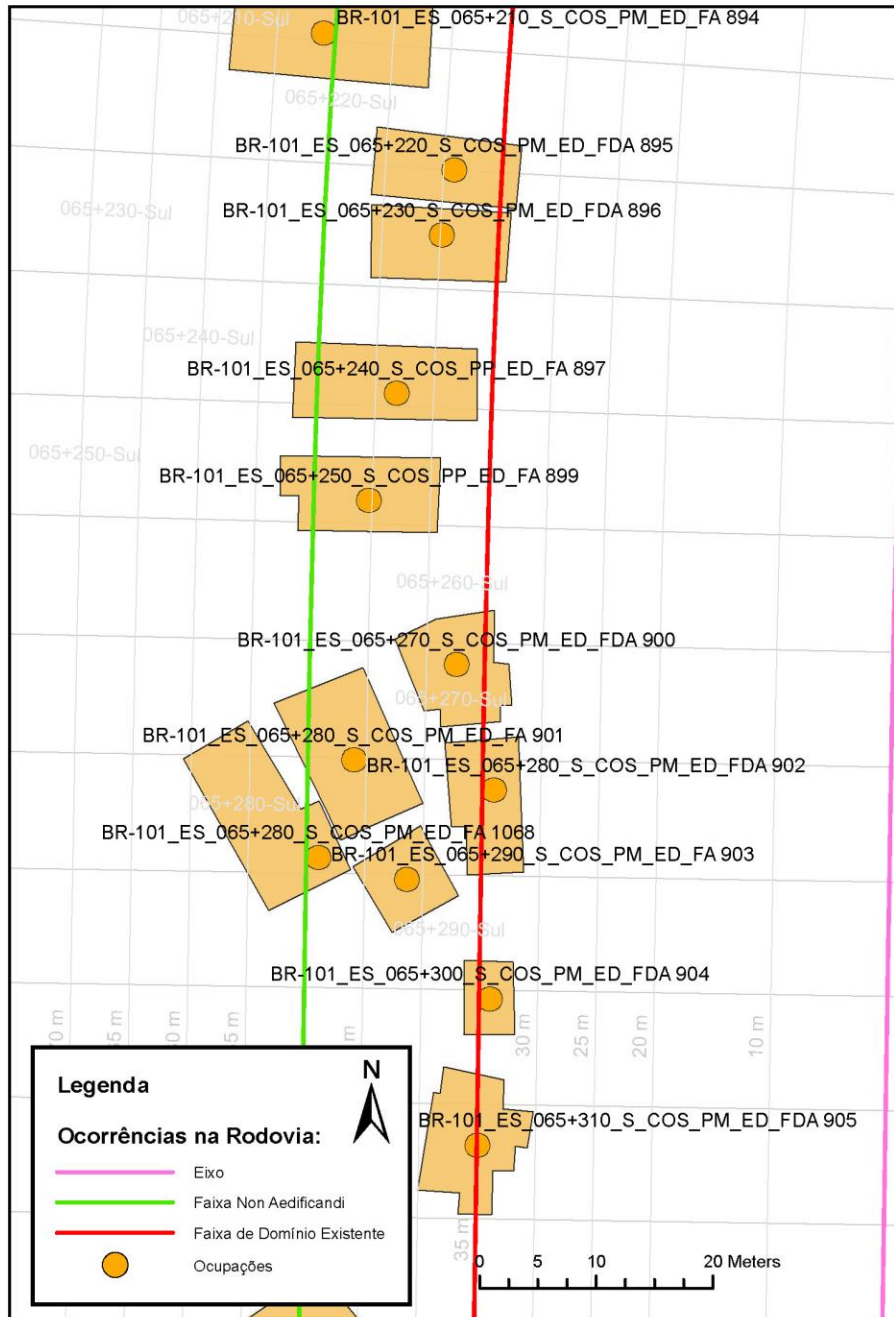 065+210-Sul
BR-101_ES_065+210_S_COS_PM_ED_FA 894
065+220-Sul
BR-101_ES_065+220_S_COS_PM_ED_FDA 895
065+230-Sul
BR-101_ES_065+230_S_COS_PM_ED_FDA 896
065+240-Sul
BR-101_ES_065+240_S_COS_PP_ED_FA 897
065+250-Sul
BR-101_ES_065+250_S_COS_PP_ED_FA 899
065+260-Sul
BR-101_ES_065+270_S_COS_PM_ED_FDA 900
065+270-Sul
BR-101_ES_065+280_S_COS_PM_ED_FA 901
BR-101_ES_065+280_S_COS_PM_ED_FDA 902
065+280-Sul
BR-101_ES_065+280_S_COS_PM_ED_FA 1068
BR-101_ES_065+290_S_COS_PM_ED_FA 903
065+290-Sul
BR-101_ES_065+300_S_COS_PM_ED_FDA 904
30 m
25 m
20 m
10 m
BR-101_ES_065+310_S_COS_PM_ED_FDA 905
35 m
Legenda
N
Ocorrências na Rodovia:
Eixo
Faixa Non Aedificandi
Faixa de Domínio Existente
Ocupações
0 5 10 20 Meters